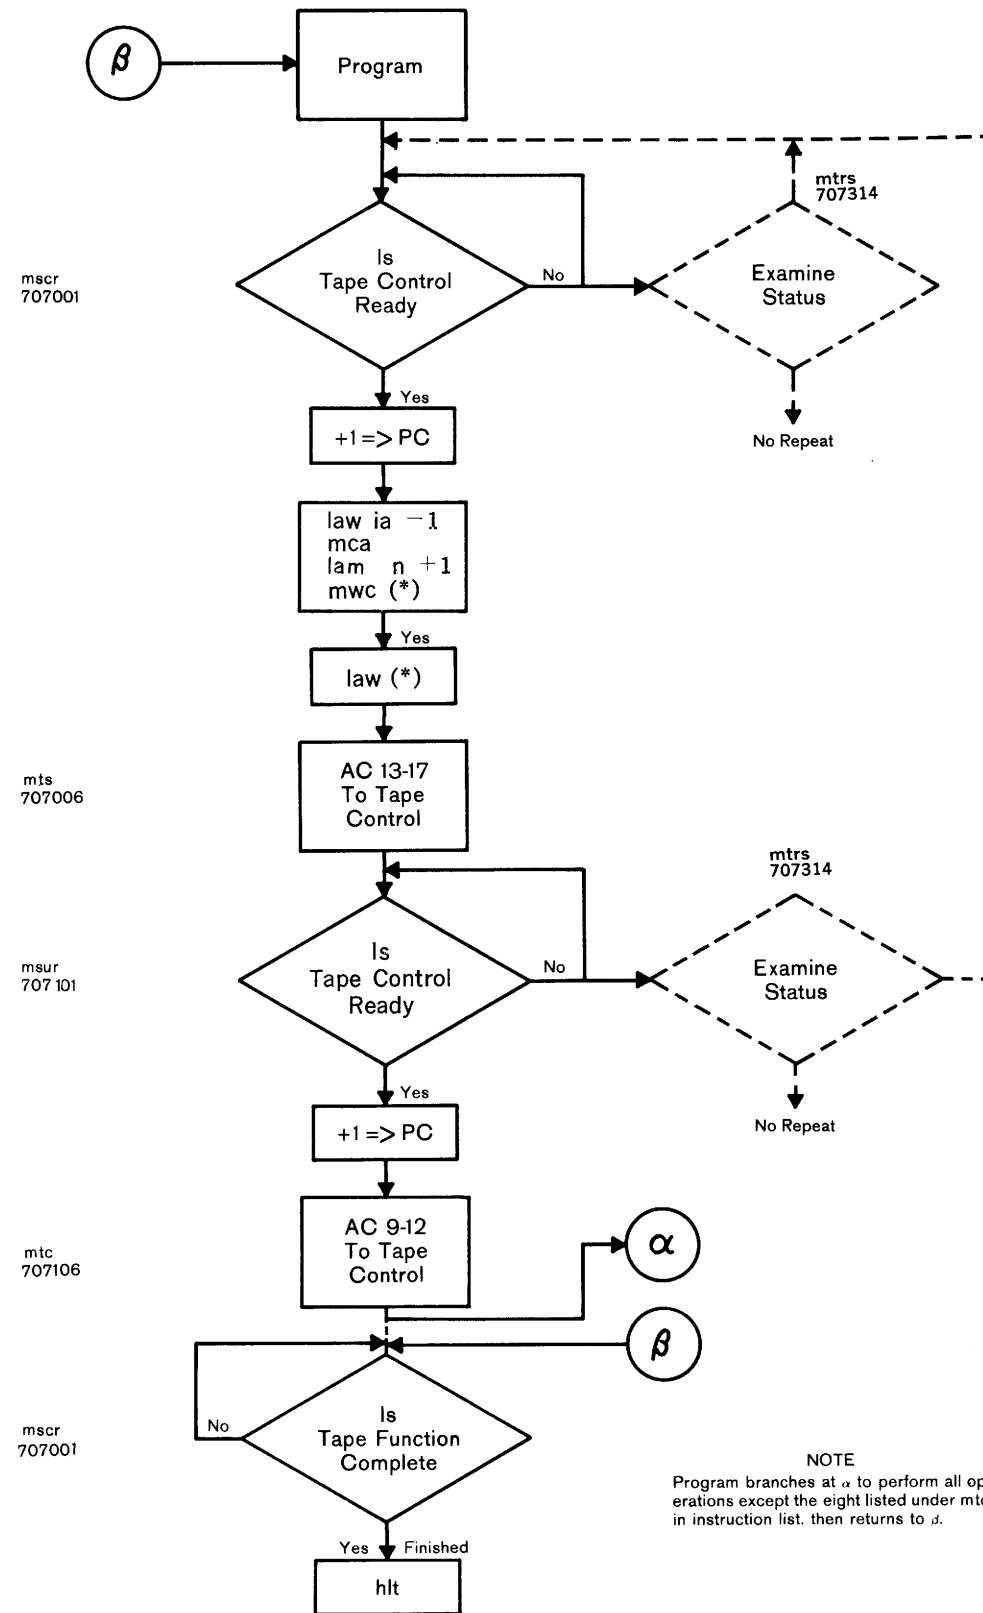 β
Program
mtrs
707314
mscr
707001
Is
Tape Control
Ready
No
Examine
Status
Yes
No Repeat
+1 => PC
law ia −1
mca
lam n +1
mwc (*)
Yes
law (*)
mts
707006
AC 13-17
To Tape
Control
mtrs
707314
msur
707101
Is
Tape Control
Ready
No
Examine
Status
Yes
No Repeat
+1 => PC
mtc
707106
AC 9-12
To Tape
Control
α
β
mscr
707001
No
Is
Tape Function
Complete
NOTE
Program branches at α to perform all op
erations except the eight listed under mtc
in instruction list. then returns to β.
Yes Finished
hlt